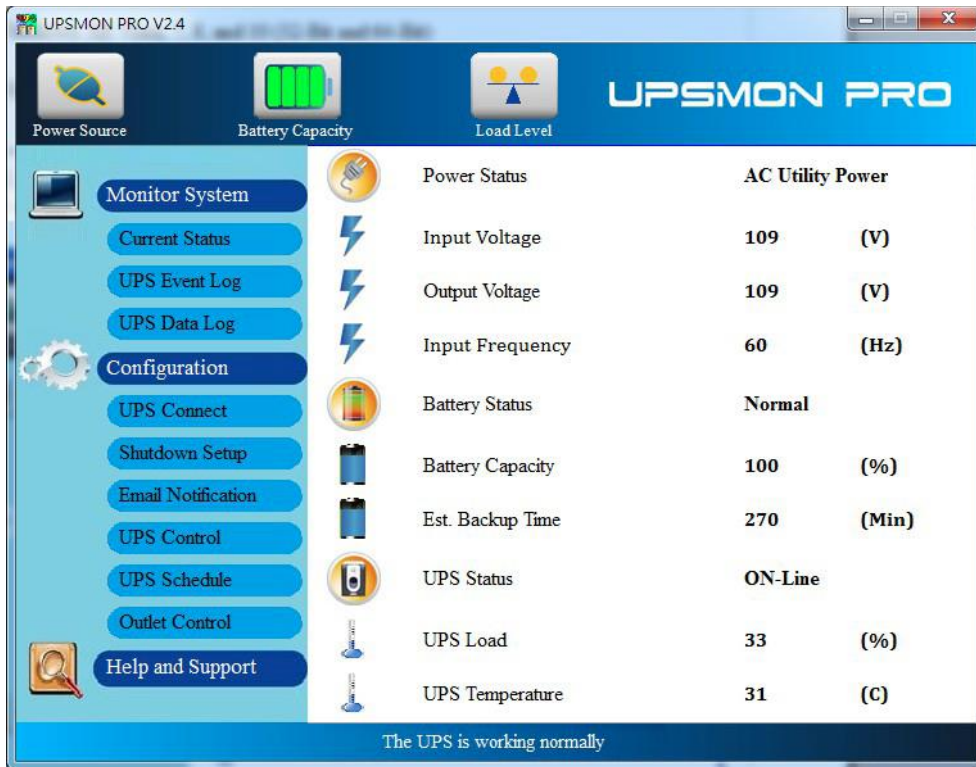 UPSMON PRO V2.4
UPSMON PRO
Power Source Battery Capacity Load Level
Monitor System
Current Status
UPS Event Log
UPS Data Log
Configuration
UPS Connect
Shutdown Setup
Email Notification
UPS Control
UPS Schedule
Outlet Control
Help and Support
Power Status AC Utility Power
Input Voltage 109 (V)
Output Voltage 109 (V)
Input Frequency 60 (Hz)
Battery Status Normal
Battery Capacity 100 (%)
Est. Backup Time 270 (Min)
UPS Status ON-Line
UPS Load 33 (%)
UPS Temperature 31 (C)
The UPS is working normally